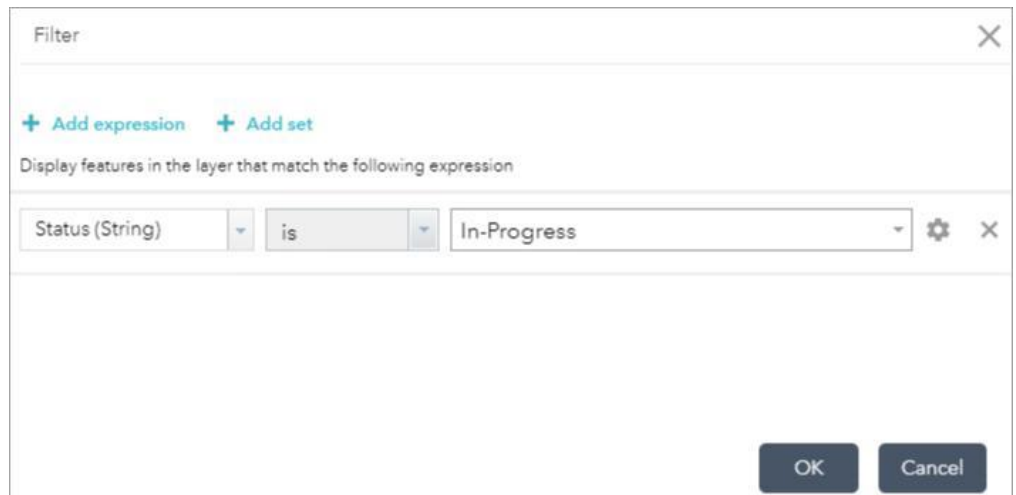 Filter
Add expression Add set
Display features in the layer that match the following expression
Status (String) is In-Progress
OK Cancel